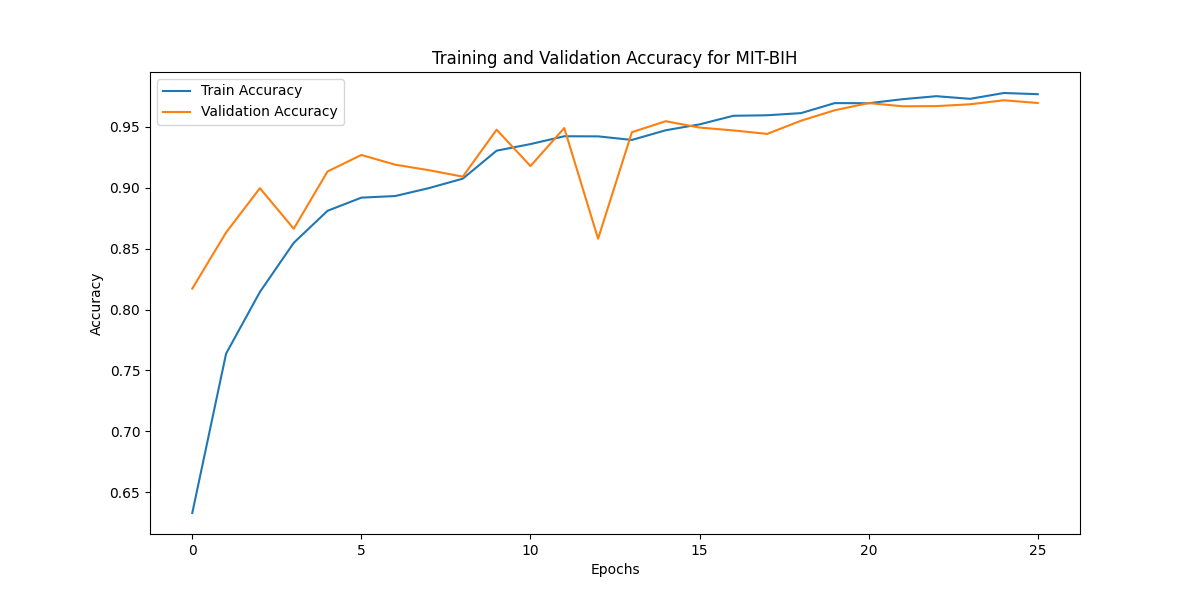 Training and Validation Accuracy for MIT-BIH
Train Accuracy
Validation Accuracy
0.95
0.90
0.85
0.80
0.75
0.70
0.65
Accuracy
0 5 10 15 20 25
Epochs